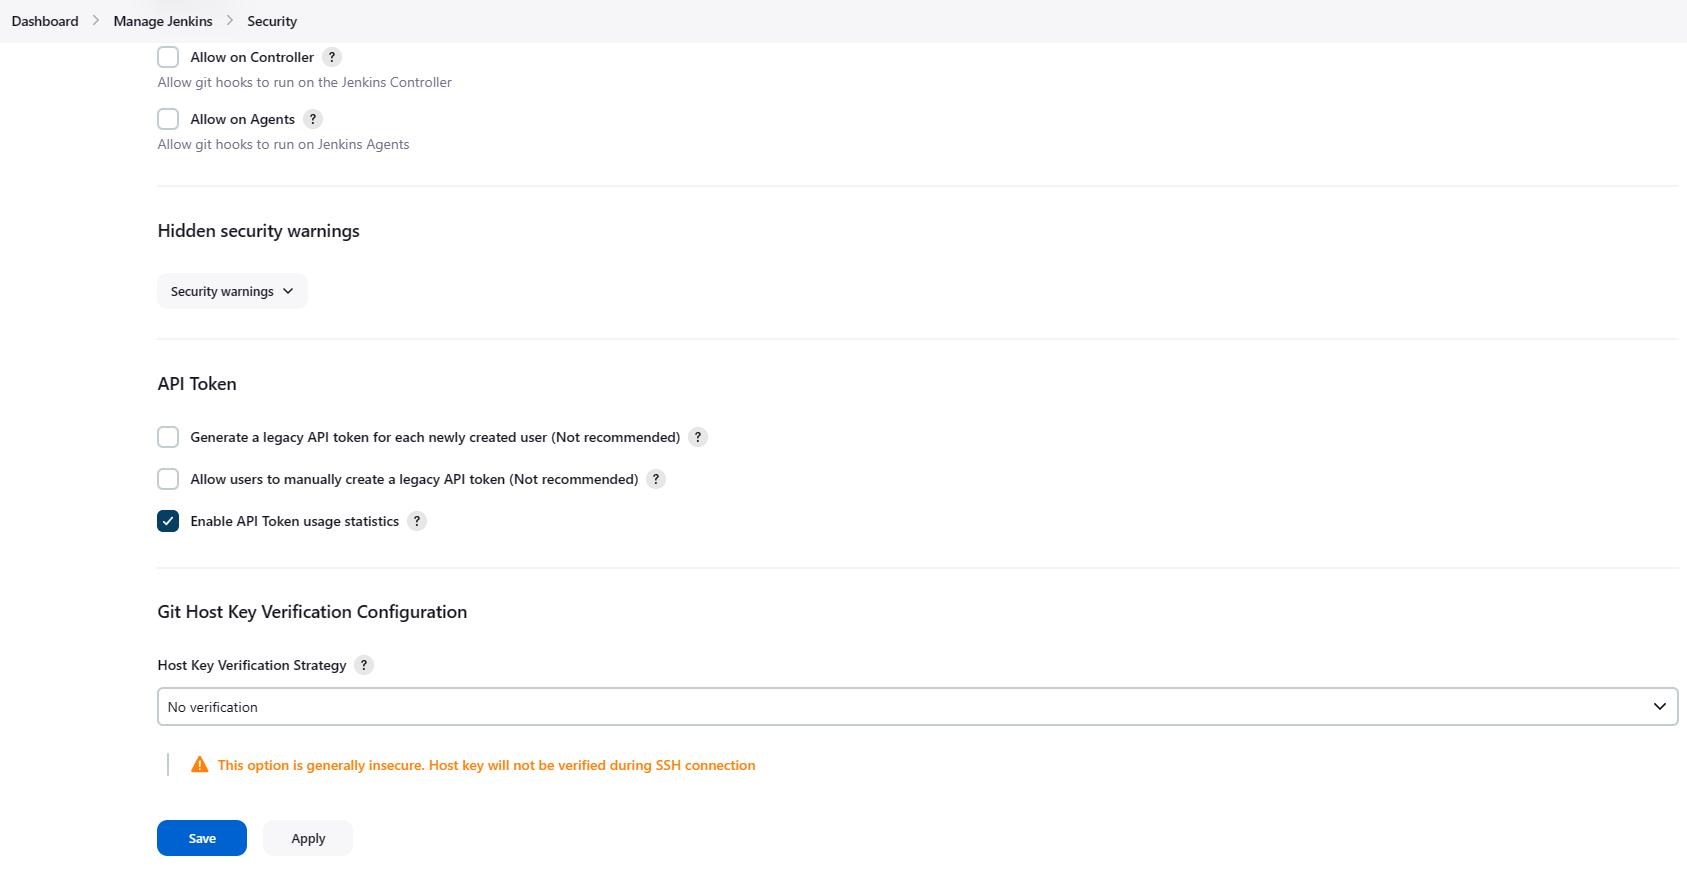 Dashboard > Manage Jenkins > Security
Allow on Controller ?
Allow git hooks to run on the Jenkins Controller
Allow on Agents ?
Allow git hooks to run on Jenkins Agents
Hidden security warnings
Security warnings
API Token
Generate a legacy API token for each newly created user (Not recommended) ?
Allow users to manually create a legacy API token (Not recommended) ?
Enable API Token usage statistics ?
Git Host Key Verification Configuration
Host Key Verification Strategy ?
No verification
This option is generally insecure. Host key will not be verified during SSH connection
Save Apply